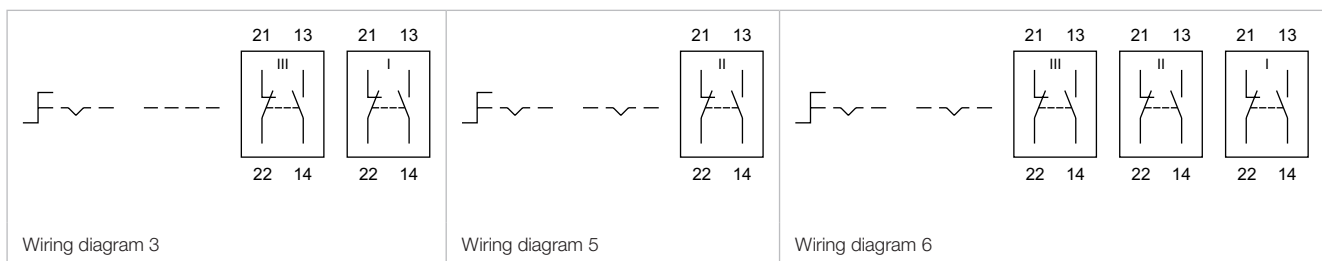 21 13 21 13
III I
22 14 22 14
Wiring diagram 3
21 13
II
22 14
Wiring diagram 5
21 13 21 13 21 13
III II I
22 14 22 14 22 14
Wiring diagram 6